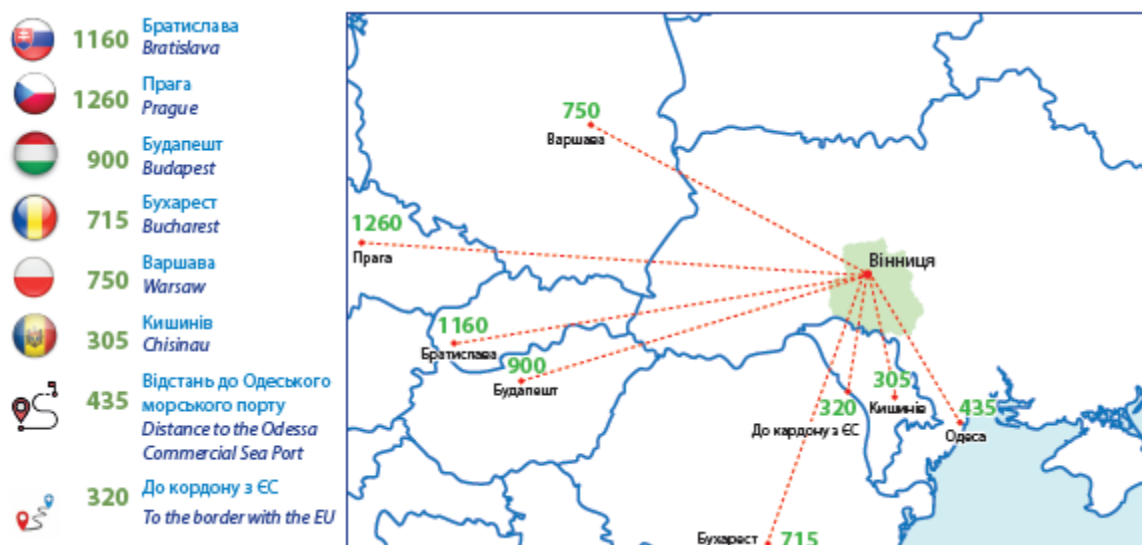 1160
Братислава
Bratislava
1260
Прага
Prague
900
Будапешт
Budapest
715
Бухарест
Bucharest
750
Варшава
Warsaw
305
Кишинів
Chisinau
435
Відстань до Одеського
морського порту
Distance to the Odessa
Commercial Sea Port
320
До кордону з ЄС
To the border with the EU
750
Варшава
1260
Прага
Вінниця
1160
Братислава
900
Будапешт
305
Кишинів
320
До кардону з ЄС
435
Одеса
Бухарест
715